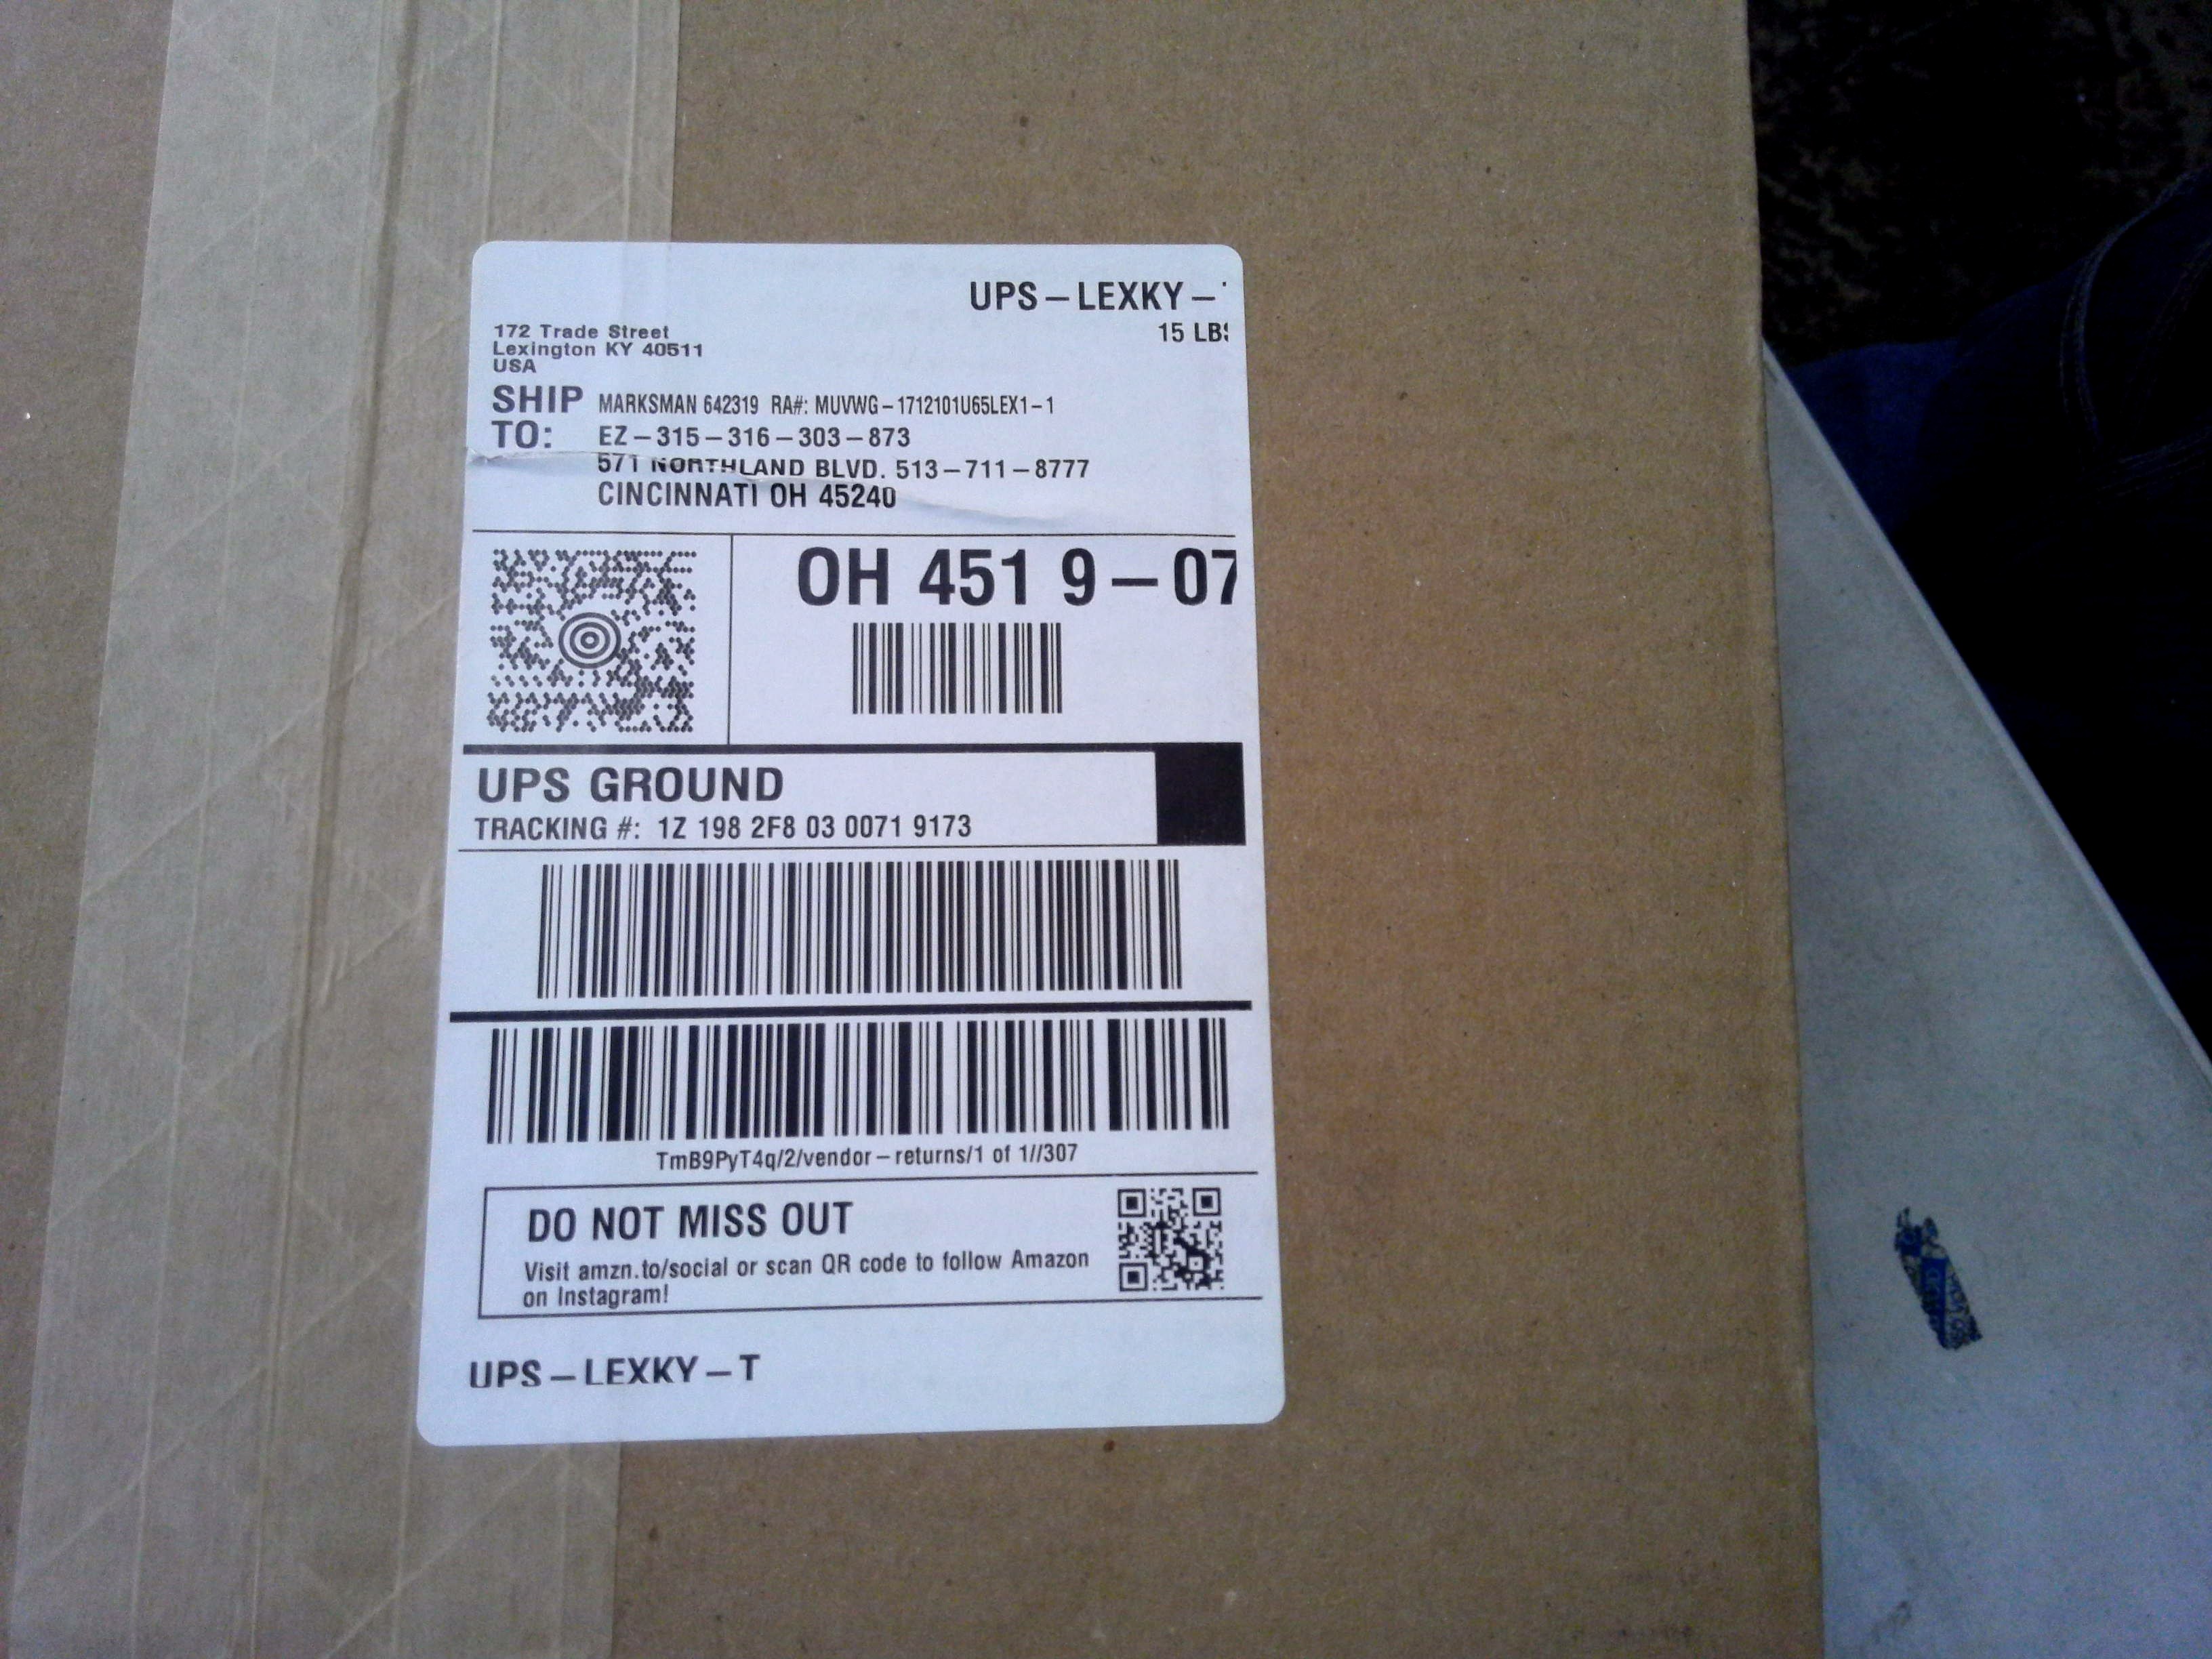 UPS – LEXKY –
15 LBS
172 Trade Street
Lexington KY 40511
USA
SHIP TO: MARKSMAN 642319 RA#: MUVWG – 1712101U65LEX1 – 1
EZ – 315 – 316 – 303 – 873
571 NORTHLAND BLVD. 513 – 711 – 8777
CINCINNATI OH 45240
OH 451 9 – 07
UPS GROUND
TRACKING #: 1Z 198 2F8 03 0071 9173
TmB9PyT4q/2/vendor – returns/1 of 1//307
DO NOT MISS OUT
Visit amzn.to/social or scan QR code to follow Amazon
on Instagram!
UPS – LEXKY – T